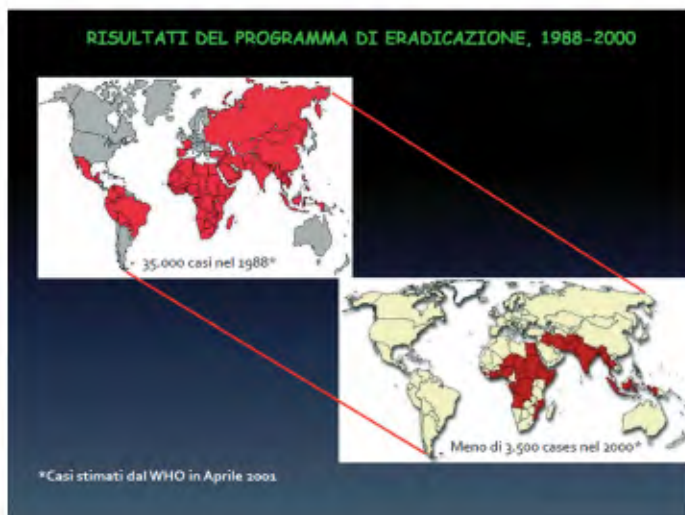 RISULTATI DEL PROGRAMMA DI ERADICAZIONE, 1988-2000
35.000 casi nel 1988*
Meno di 3.500 cases nel 2000*
*Casi stimati dal WHO in Aprile 2001